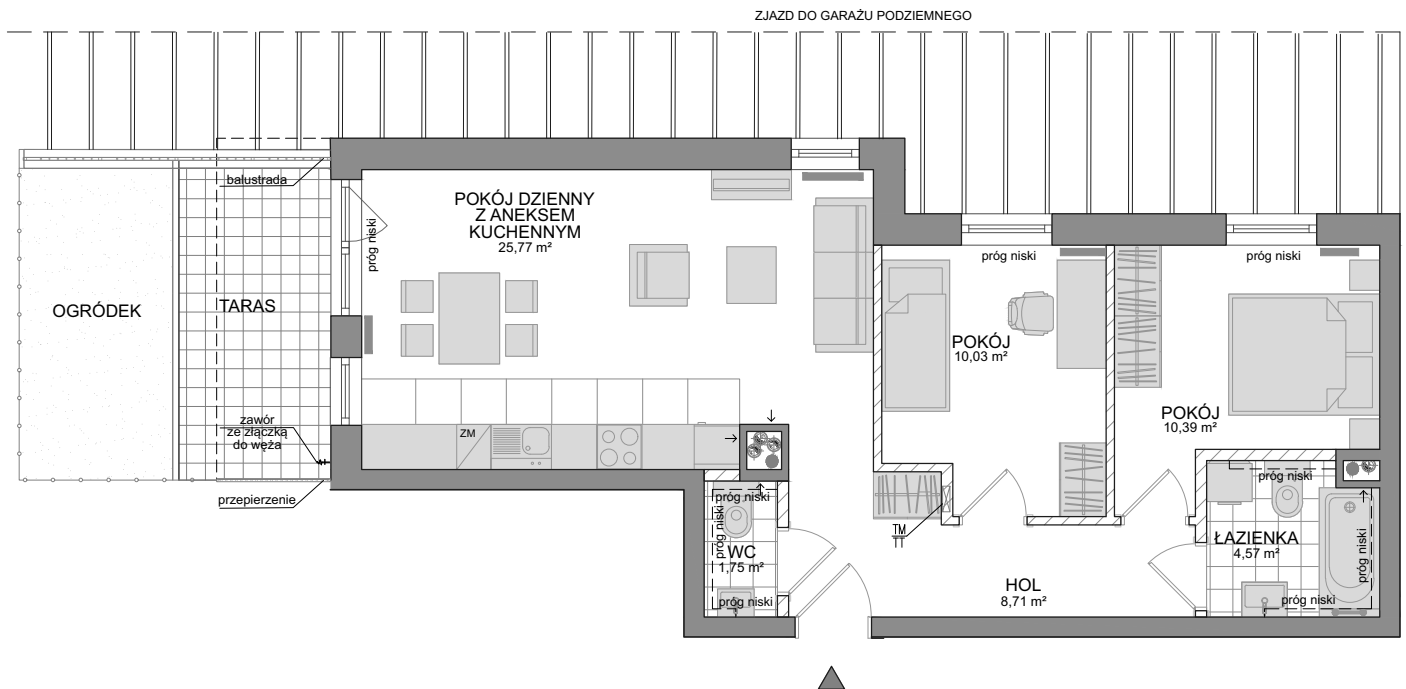 ZJAZD DO GARAŻU PODZIEMNEGO
balustrada
POKÓJ DZIENNY
Z ANEKSEM
KUCHENNYM
25,77 m²
próg niski
OGRÓDEK
TARAS
zawór
ze złączką
do węża
przepierzenie
ZM
próg niski
POKÓJ
10,03 m²
próg niski
POKÓJ
10,39 m²
próg niski
próg niski
WC
1,75 m²
próg niski
TM
TT
HOL
8,71 m²
próg niski
ŁAZIENKA
4,57 m²
próg niski
próg niski